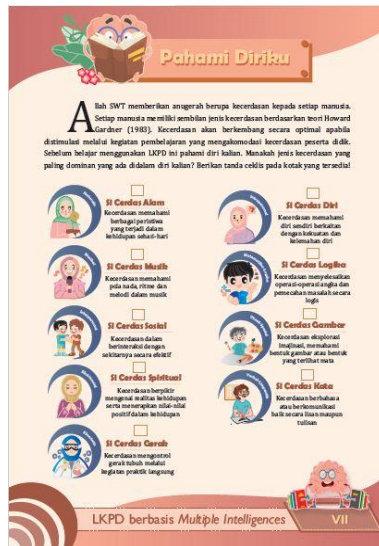 Pahami Diriku
Allah SWT memberikan anugerah berupa kecerdasan kepada setiap manusia.
Setiap manusia memiliki sembilan jenis kecerdasan berdasarkan teori Howard
Gardner (1983). Kecerdasan akan berkembang secara optimal apabila
distimulasi melalui kegiatan pembelajaran yang mengakomodasi kecerdasan peserta didik.
Sebelum belajar menggunakan LKPD ini pahami diri kalian. Manakah jenis kecerdasan yang
paling dominan yang ada didalam diri kalian? Berikan tanda ceklis pada kotak yang tersedia!
Si Cerdas Alam
Kecerdasan memahami
berbagai peristiwa
yang terjadi dalam
kehidupan sehari-hari
Si Cerdas Musik
Kecerdasan memahami
pola nada, ritme dan
melodi dalam musik
Si Cerdas Sosial
Kecerdasan dalam
berinteraksi dengan
sekitarnya secara efektif
Si Cerdas Spiritual
Kecerdasan berpikir
mengenai realitas kehidupan
serta menerapkan nilai-nilai
positif dalam kehidupan
Si Cerdas Gerak
Kecerdasan mengontrol
gerak tubuh melalui
kegiatan praktik langsung
Si Cerdas Diri
Kecerdasan memahami
diri sendiri berkaitan
dengan kekuatan dan
kelemahan diri
Si Cerdas Logika
Kecerdasan menyelesaikan
operasi-operasi angka dan
pemecahan masalah secara
logis
Si Cerdas Gambar
Kecerdasan eksplorasi
imajinasi, memahami
bentuk gambar atau bentuk
yang terlihat mata
Si Cerdas Kata
Kecerdasan berbahasa
atau berkomunikasi
baik secara lisan maupun
tulisan
LKPD berbasis Multiple Intelligences
VII